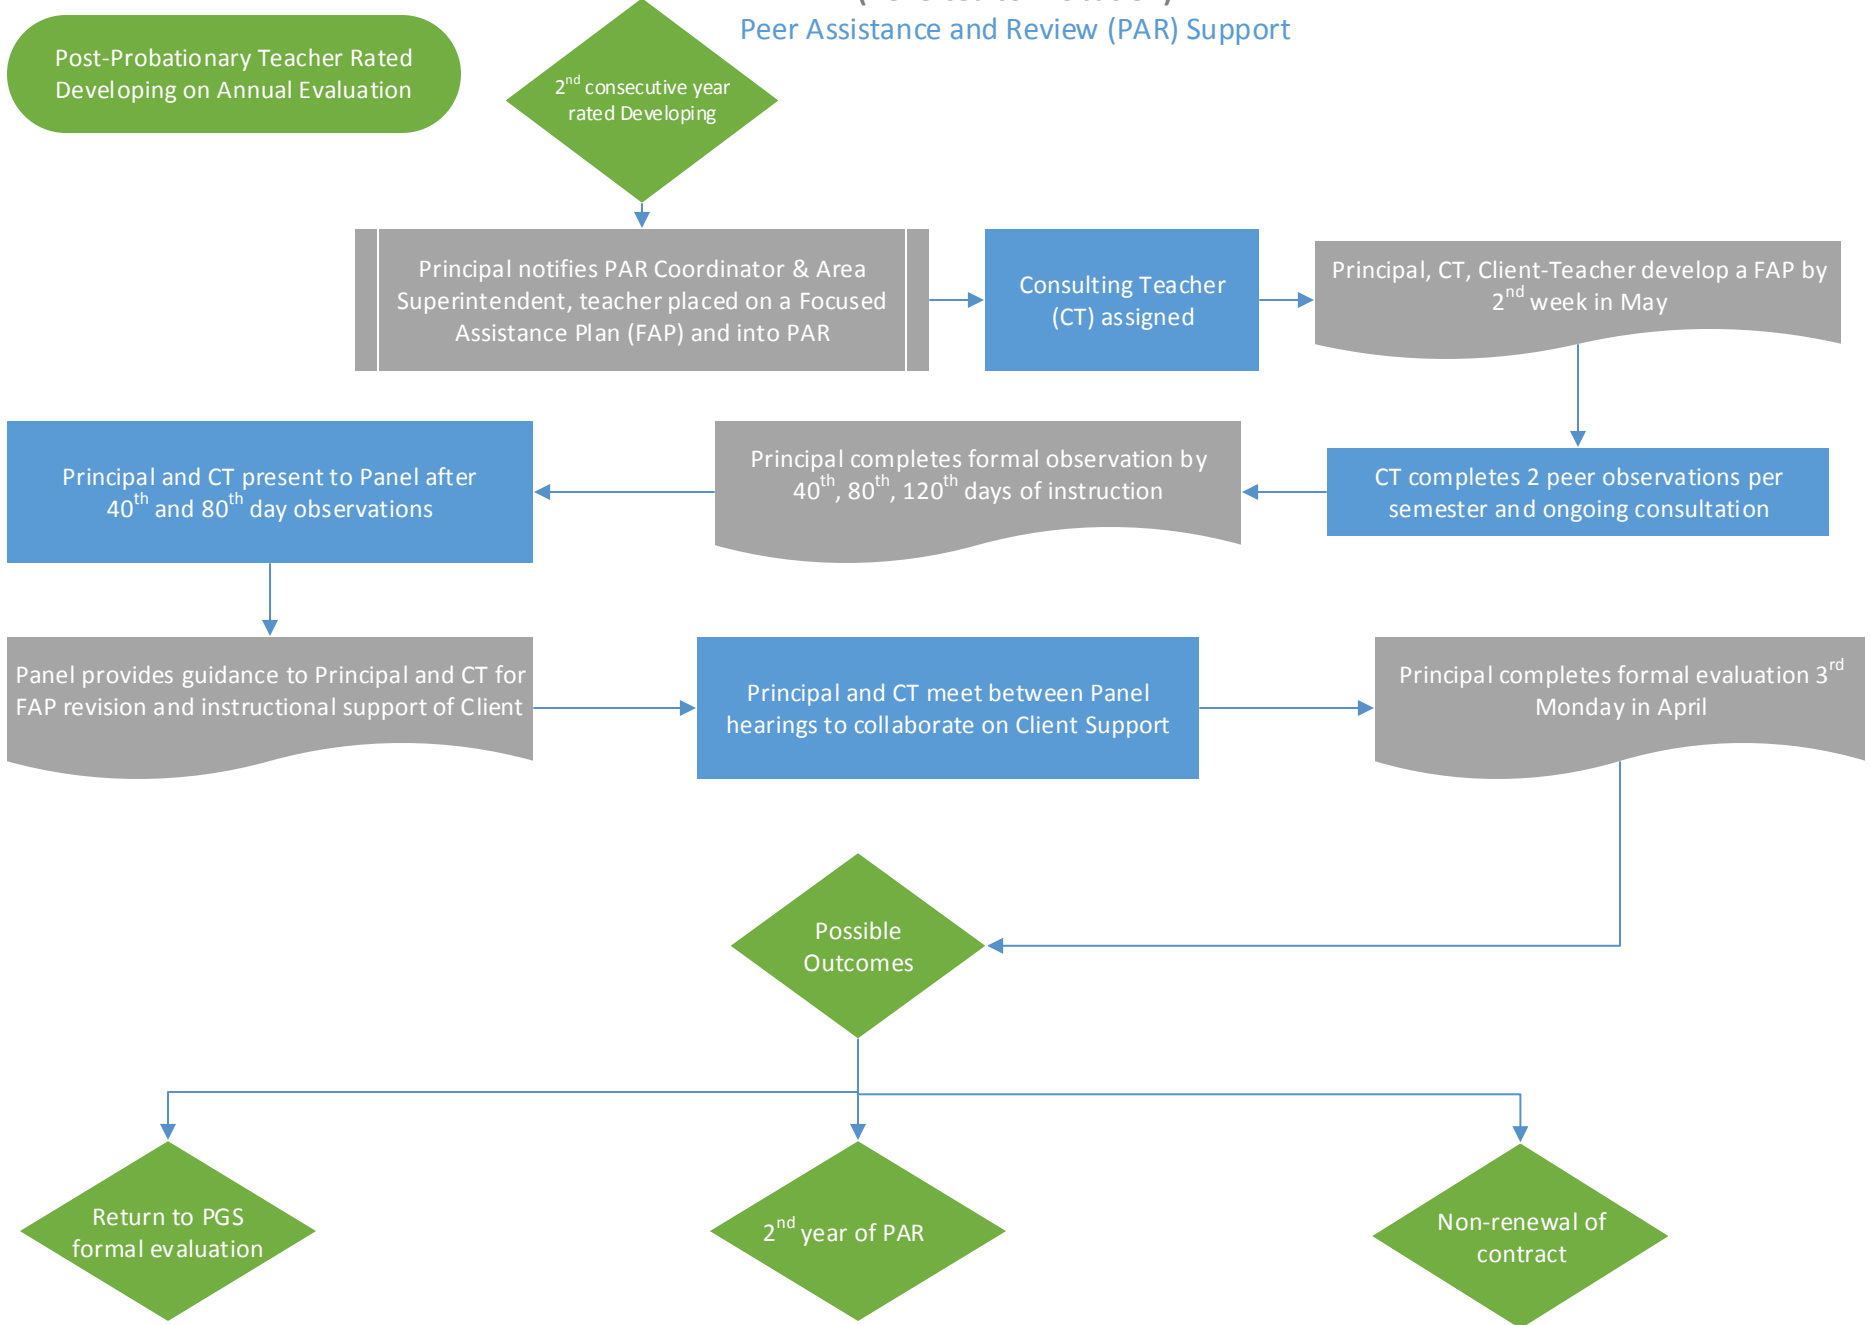 Peer Assistance and Review (PAR) Support
Post-Probationary Teacher Rated
Developing on Annual Evaluation
2nd consecutive year
rated Developing
Principal notifies PAR Coordinator & Area
Superintendent, teacher placed on a Focused
Assistance Plan (FAP) and into PAR
Consulting Teacher
(CT) assigned
Principal, CT, Client-Teacher develop a FAP by
2nd week in May
CT completes 2 peer observations per
semester and ongoing consultation
Principal completes formal observation by
40th, 80th, 120th days of instruction
Principal and CT present to Panel after
40th and 80th day observations
Panel provides guidance to Principal and CT for
FAP revision and instructional support of Client
Principal and CT meet between Panel
hearings to collaborate on Client Support
Principal completes formal evaluation 3rd
Monday in April
Possible
Outcomes
Return to PGS
formal evaluation
2nd year of PAR
Non-renewal of
contract